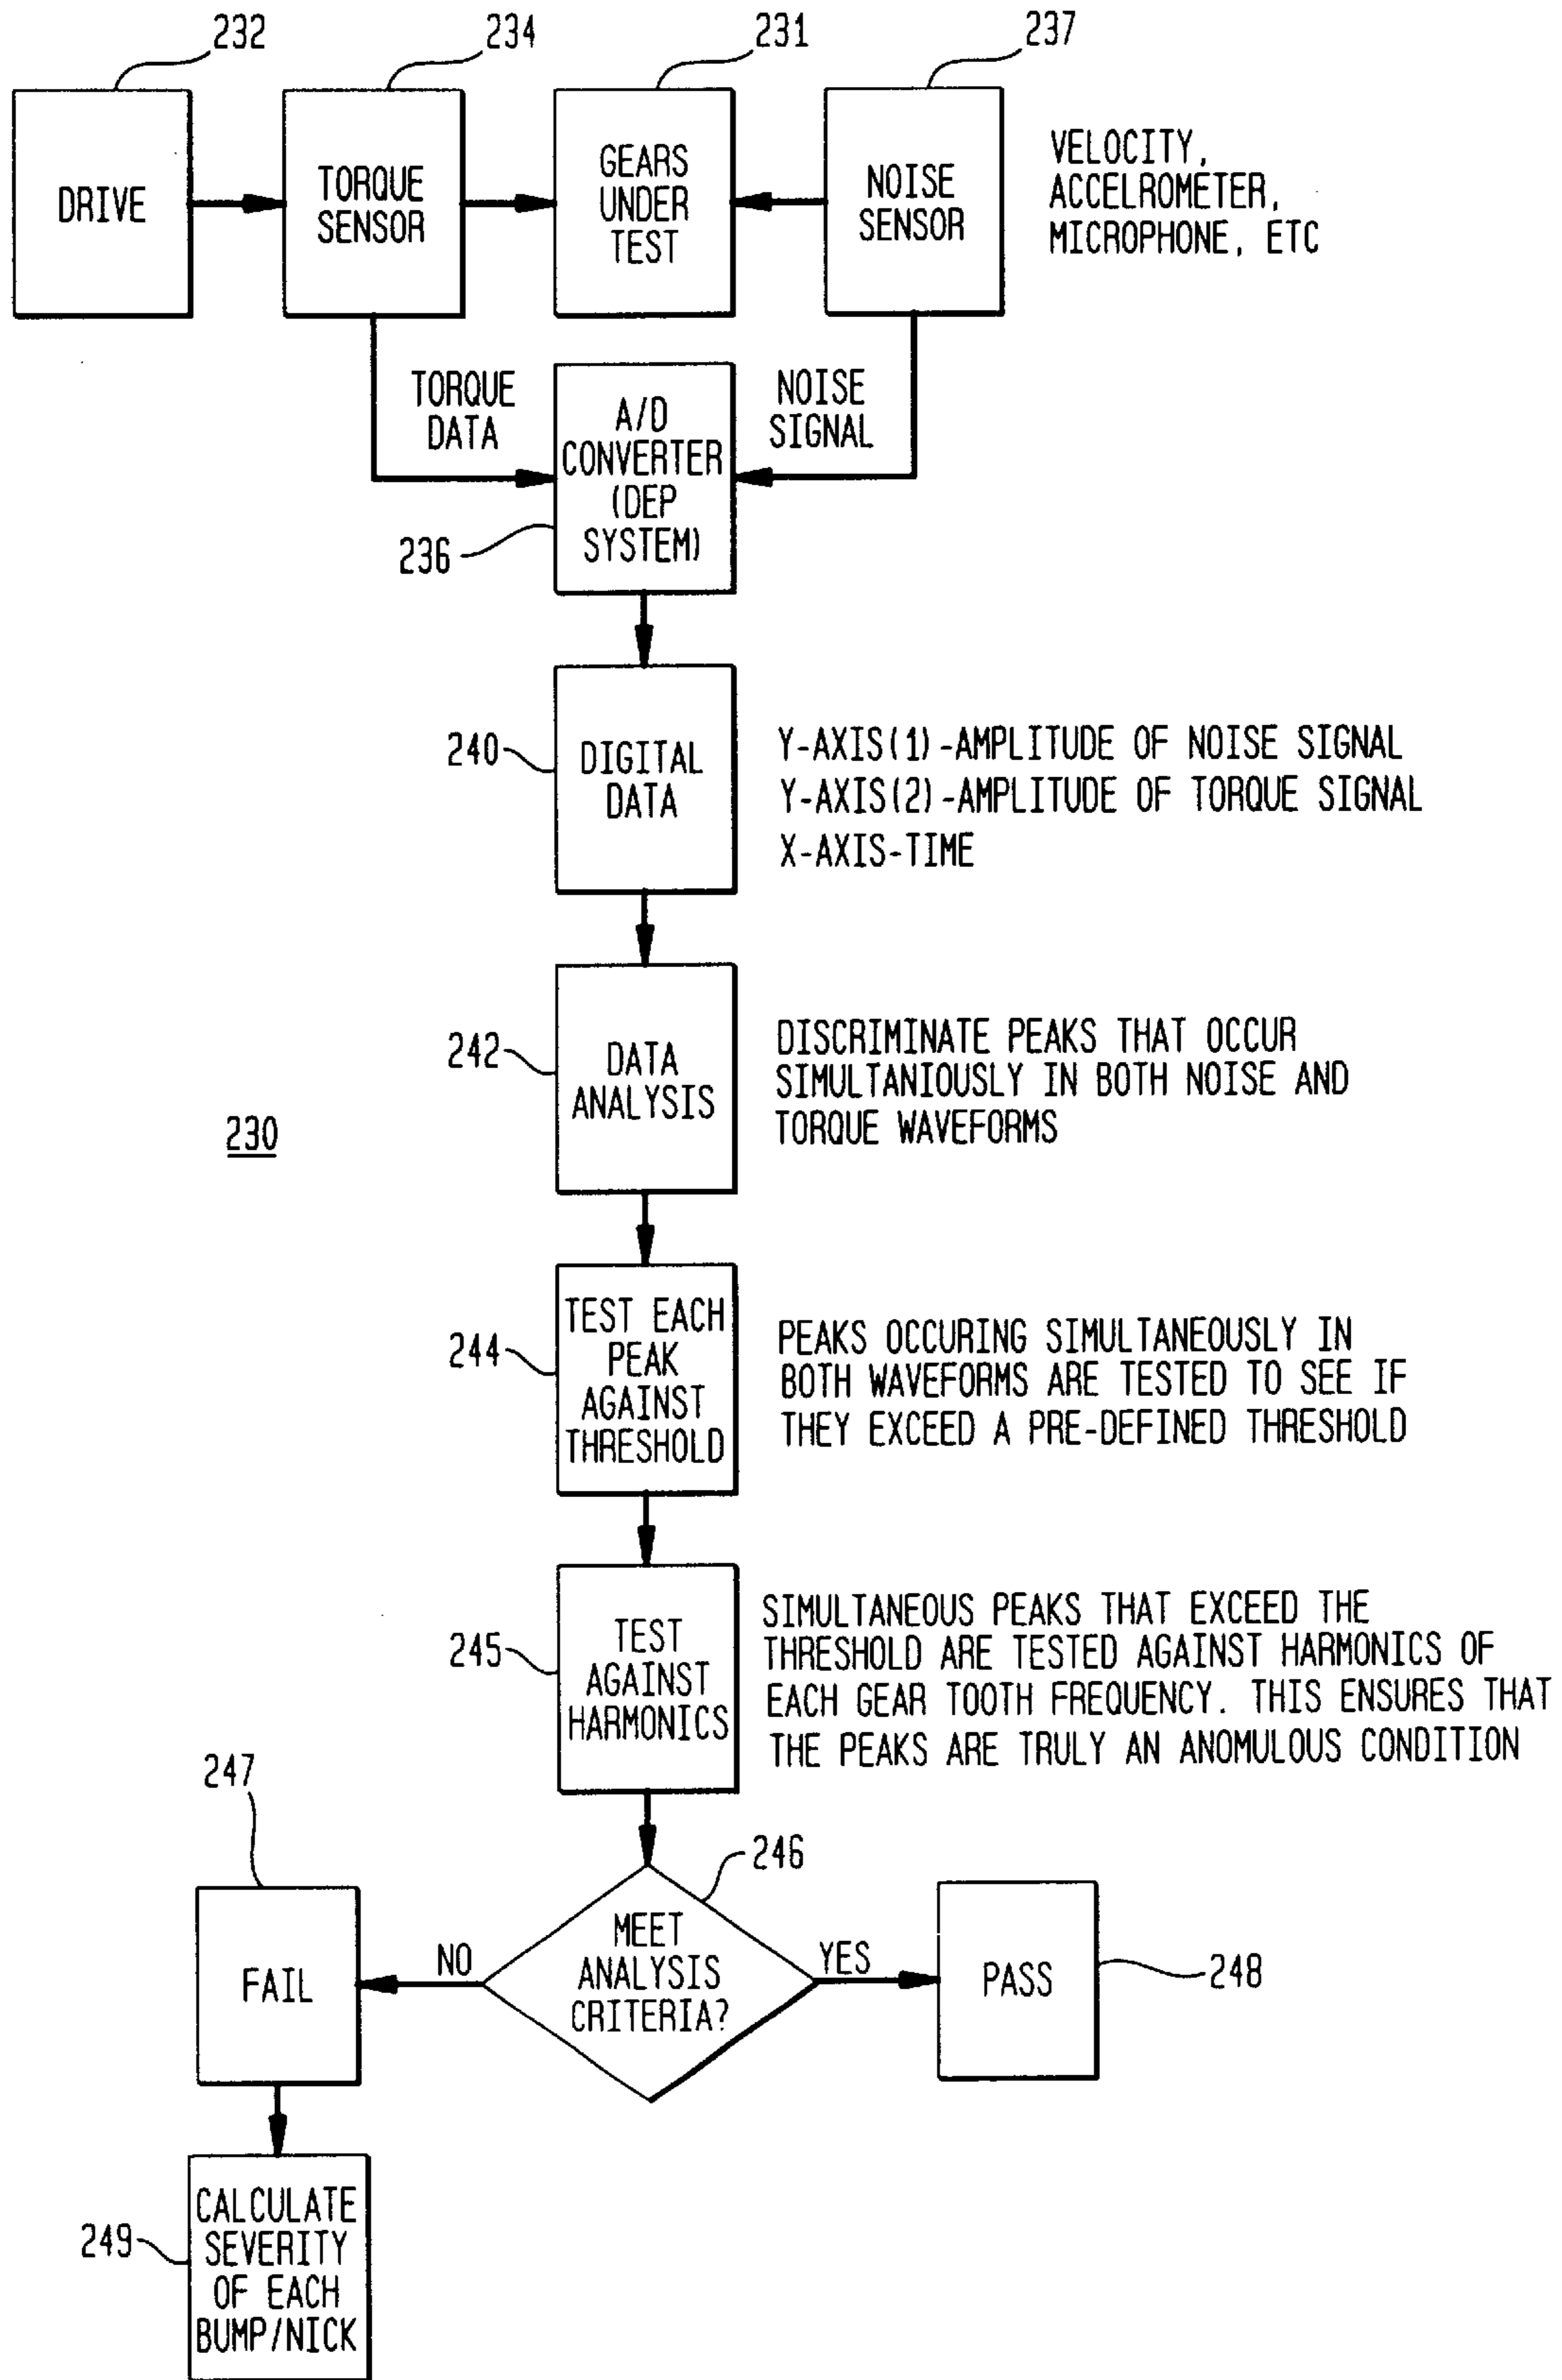 232
234
231
237
DRIVE
TORQUE
SENSOR
GEARS
UNDER
TEST
NOISE
SENSOR
VELOCITY,
ACCELROMETER,
MICROPHONE, ETC
TORQUE
DATA
A/D
CONVERTER
(DEP
SYSTEM)
NOISE
SIGNAL
236
240
DIGITAL
DATA
Y-AXIS(1)-AMPLITUDE OF NOISE SIGNAL
Y-AXIS(2)-AMPLITUDE OF TORQUE SIGNAL
X-AXIS-TIME
242
DATA
ANALYSIS
DISCRIMINATE PEAKS THAT OCCUR
SIMULTANIOUSLY IN BOTH NOISE AND
TORQUE WAVEFORMS
230
244
TEST EACH
PEAK
AGAINST
THRESHOLD
PEAKS OCCURING SIMULTANEOUSLY IN
BOTH WAVEFORMS ARE TESTED TO SEE IF
THEY EXCEED A PRE-DEFINED THRESHOLD
245
TEST
AGAINST
HARMONICS
SIMULTANEOUS PEAKS THAT EXCEED THE
THRESHOLD ARE TESTED AGAINST HARMONICS OF
EACH GEAR TOOTH FREQUENCY. THIS ENSURES THAT
THE PEAKS ARE TRULY AN ANOMULOUS CONDITION
247
246
FAIL
NO
MEET
ANALYSIS
CRITERIA?
YES
PASS
248
249
CALCULATE
SEVERITY
OF EACH
BUMP/NICK